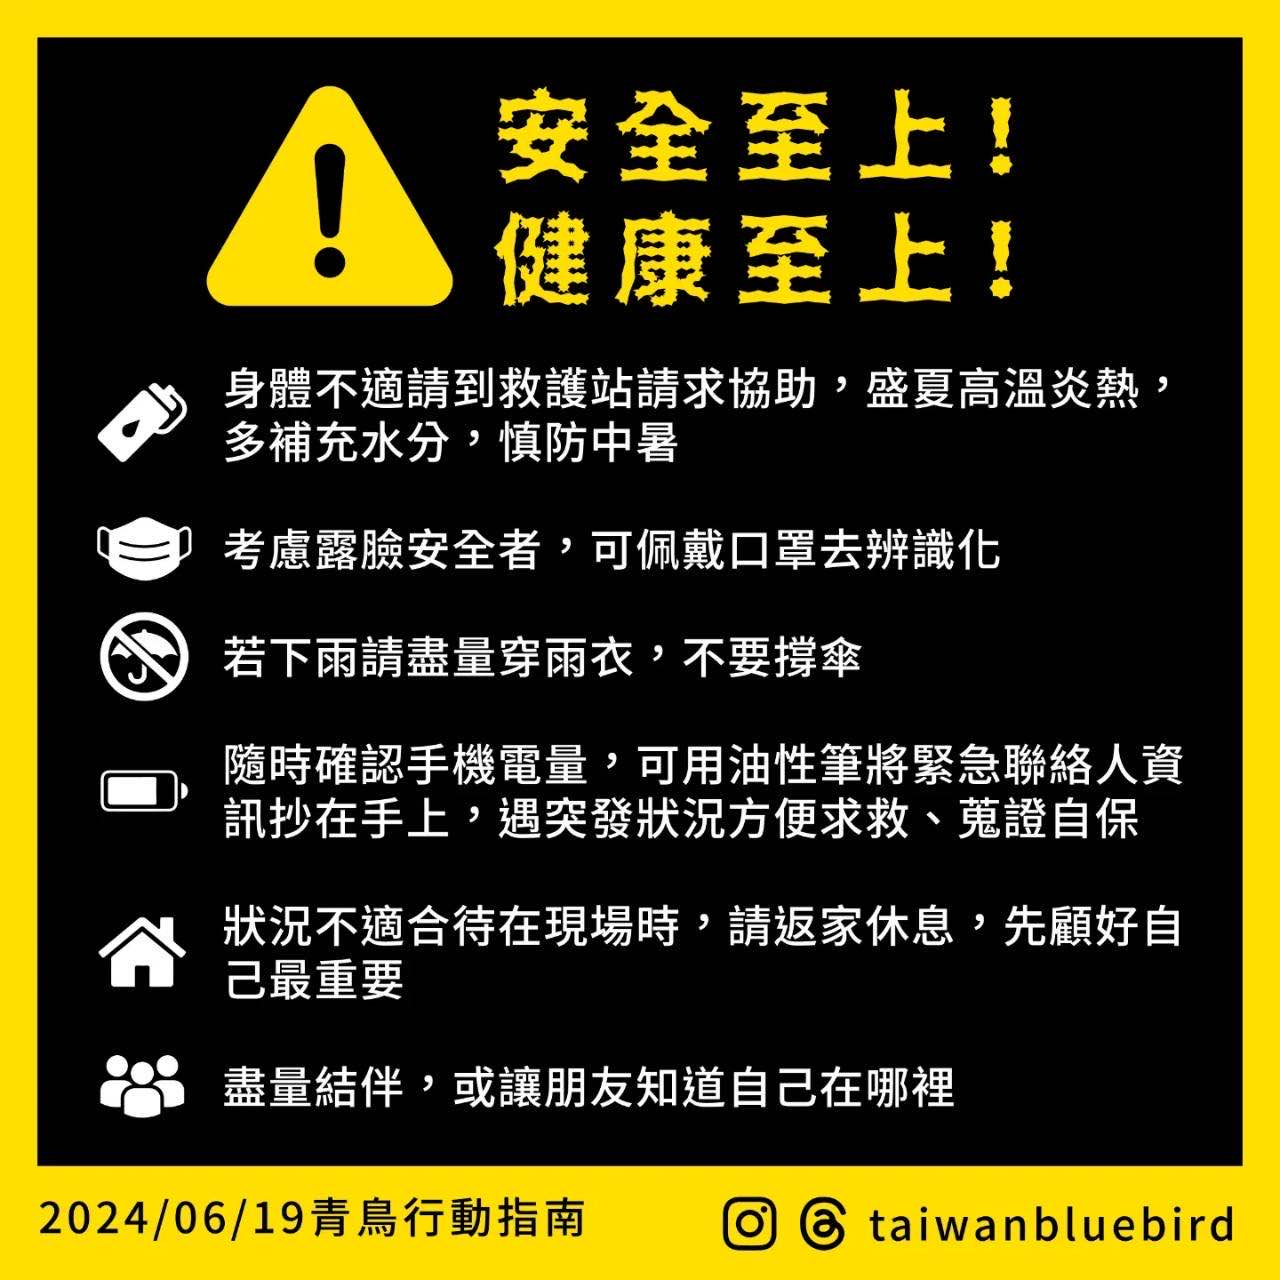 安全至上!
健康至上!
身體不適請到救護站請求協助，盛夏高溫炎熱，
多補充水分，慎防中暑
考慮露臉安全者，可佩戴口罩去辨識化
若下雨請盡量穿雨衣，不要撐傘
隨時確認手機電量，可用油性筆將緊急聯絡人資
訊抄在手上，遇突發狀況方便求救、蒐證自保
狀況不適合待在現場時，請返家休息，先顧好自
己最重要
盡量結伴，或讓朋友知道自己在哪裡
2024/06/19青鳥行動指南
taiwanbluebird